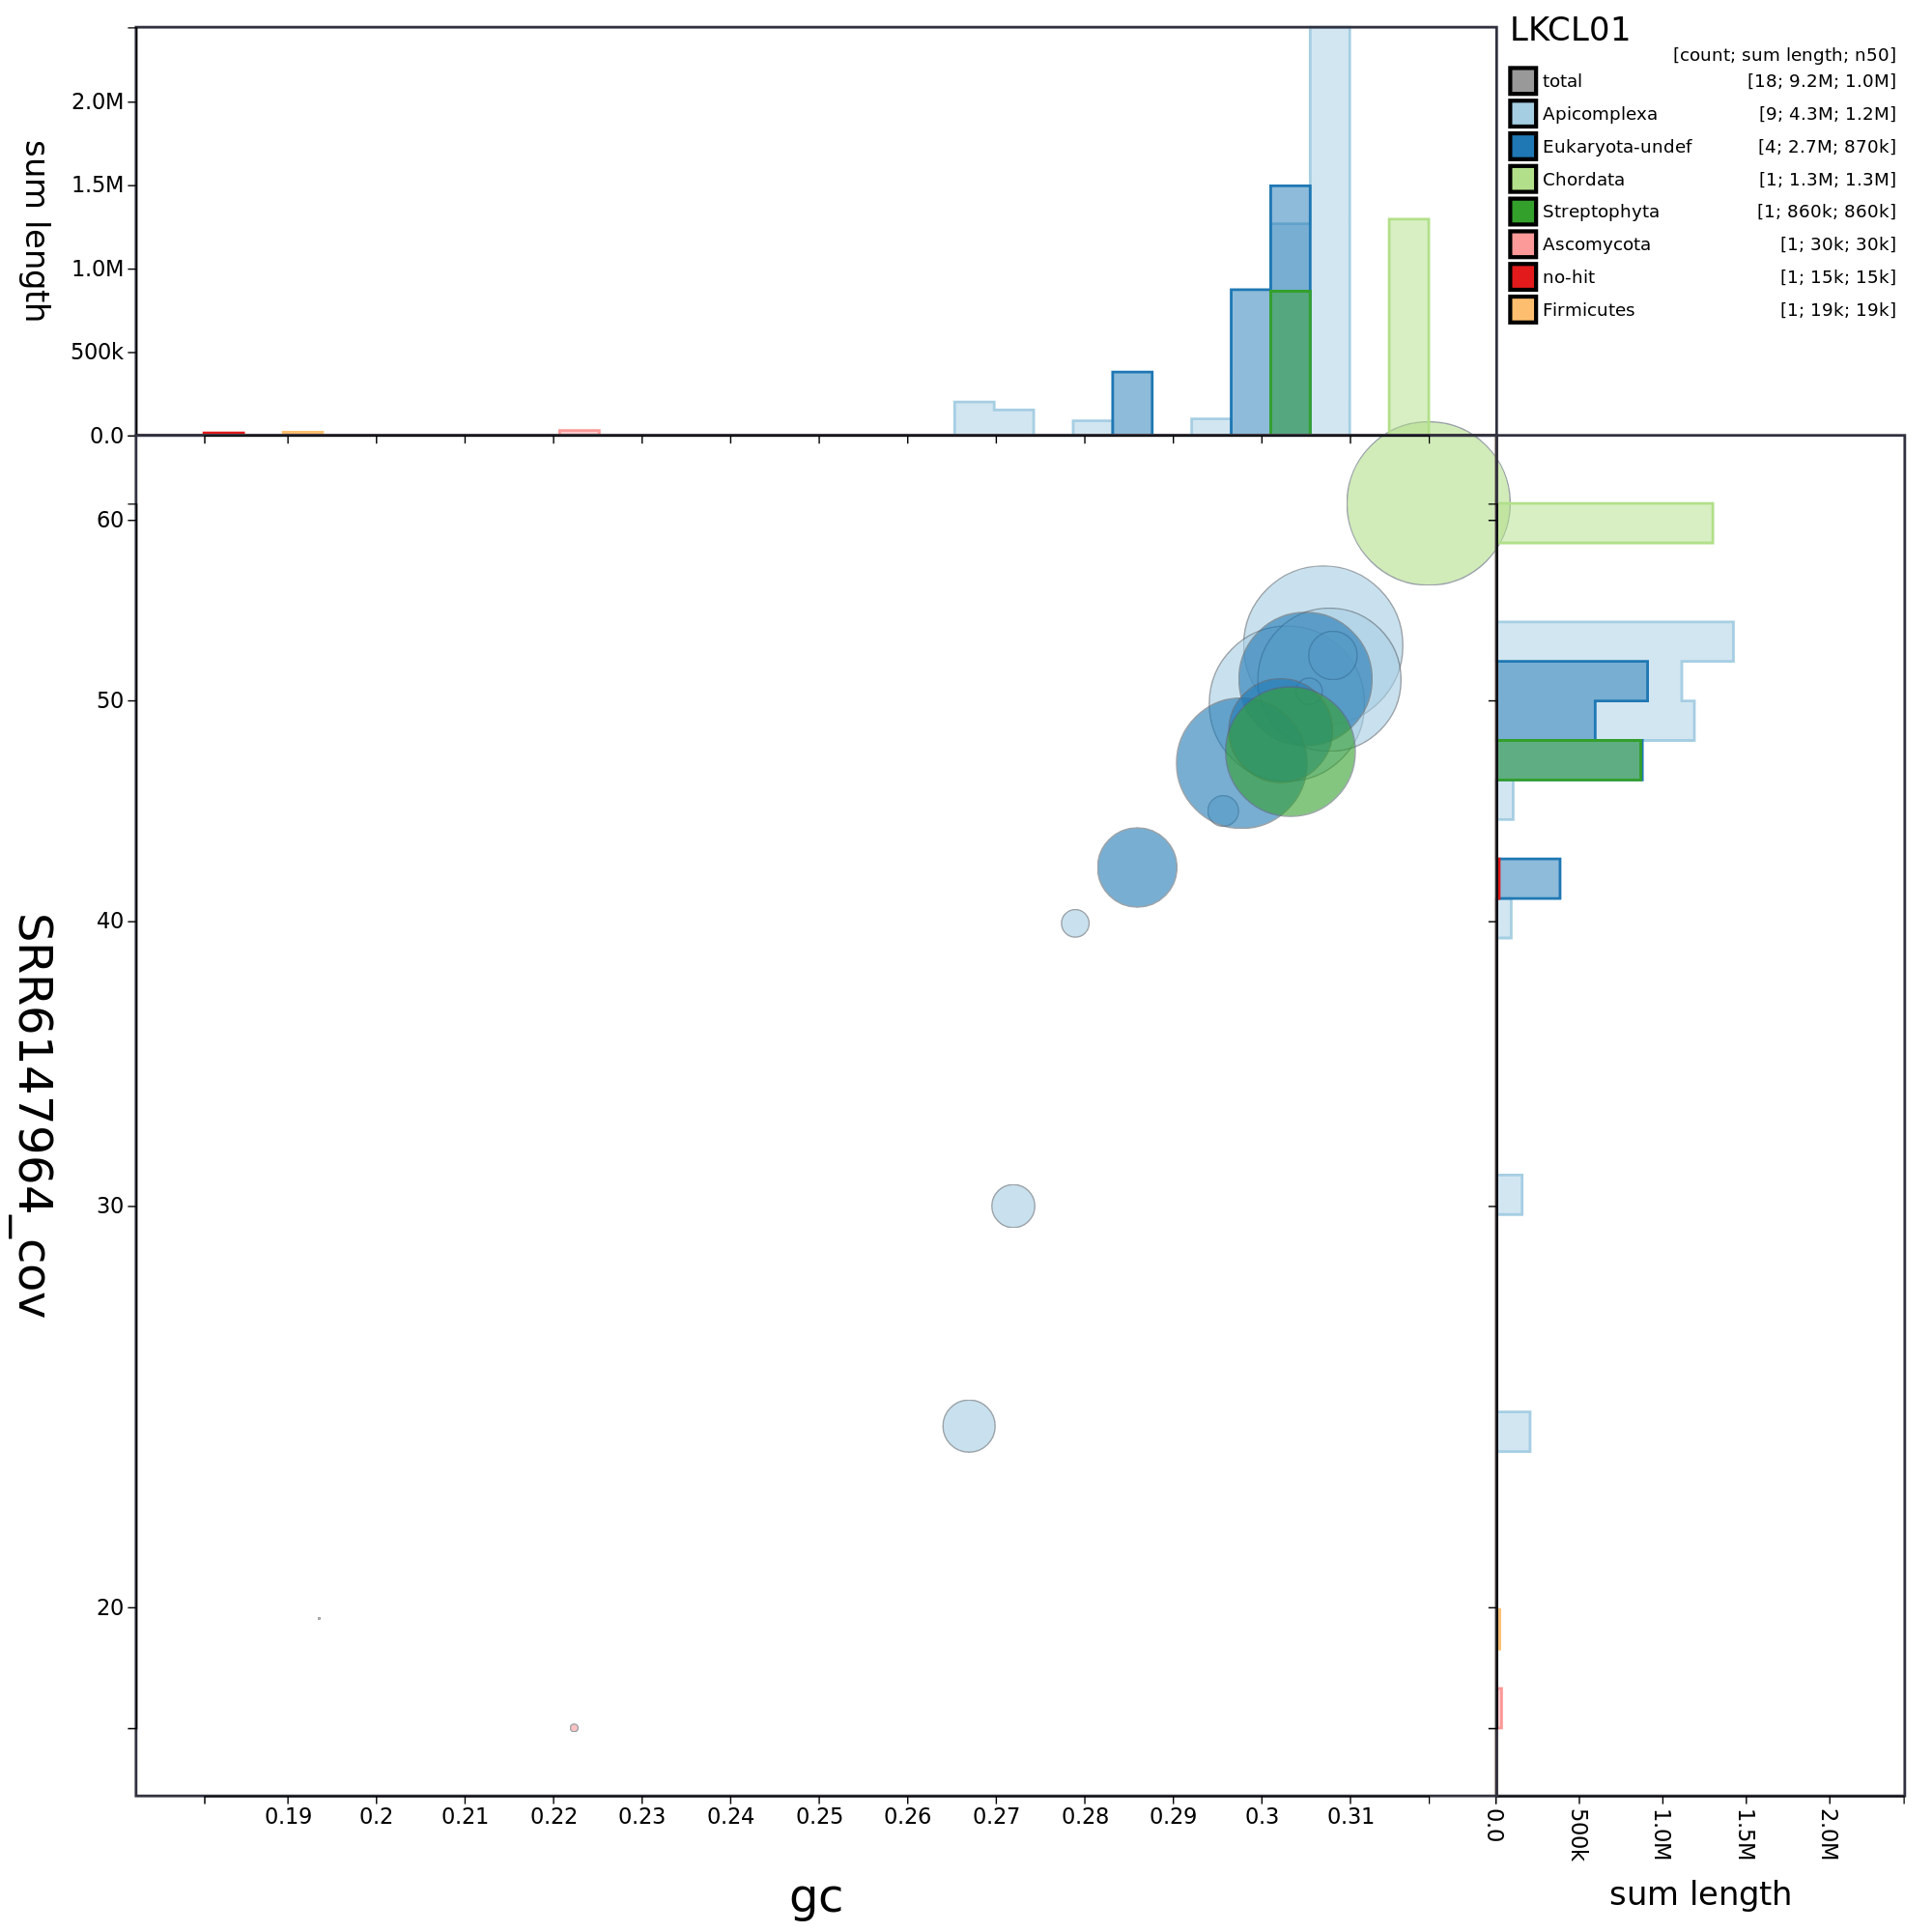 LKCL01
[count; sum length; n50]
total [18; 9.2M; 1.0M]
Apicomplexa [9; 4.3M; 1.2M]
Eukaryota-undef [4; 2.7M; 870k]
Chordata [1; 1.3M; 1.3M]
Streptophyta [1; 860k; 860k]
Ascomycota [1; 30k; 30k]
no-hit [1; 15k; 15k]
Firmicutes [1; 19k; 19k]
sum length
2.0M
1.5M
1.0M
500k
0.0
SRR6147964_cov
60
50
40
30
20
0.19 0.2 0.21 0.22 0.23 0.24 0.25 0.26 0.27 0.28 0.29 0.3 0.31
gc
0.0 500k 1.0M 1.5M 2.0M
sum length